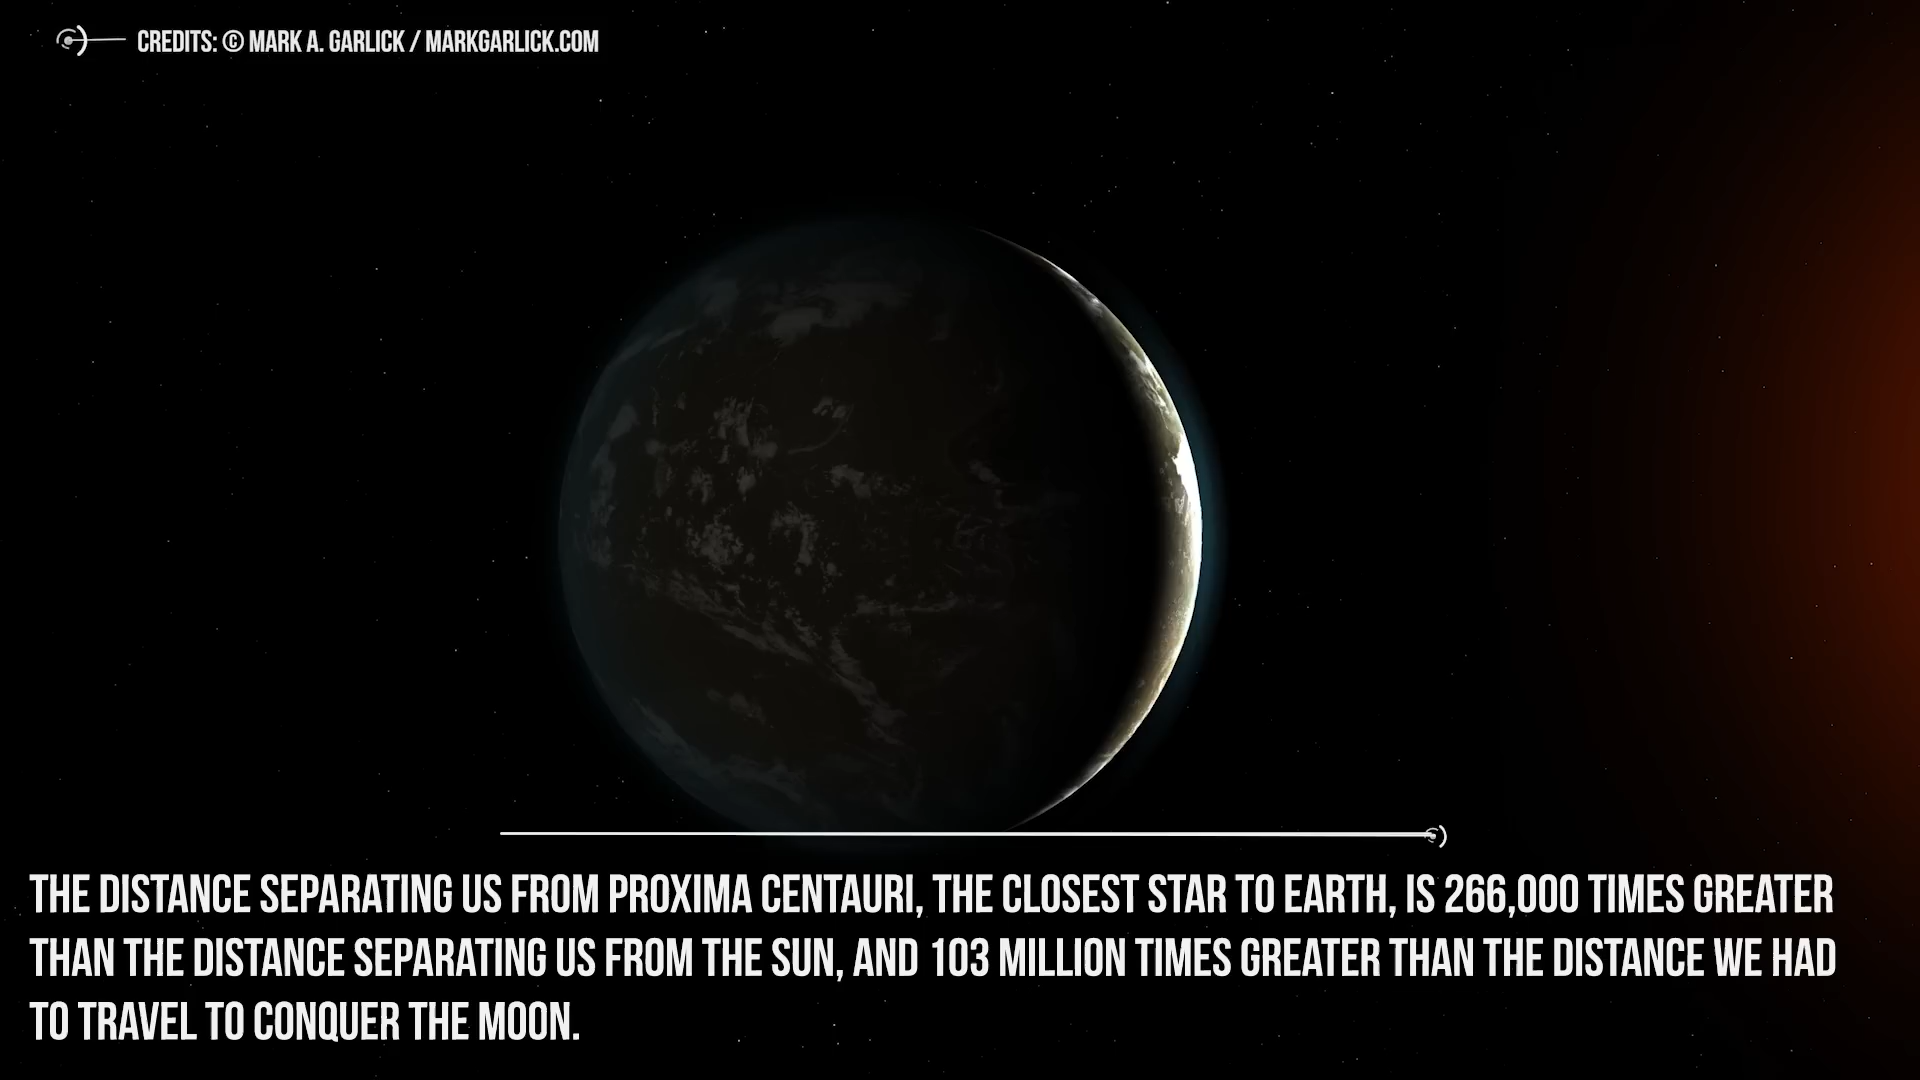 CREDITS: © MARK A. GARLICK / MARKGARLICK.COM
THE DISTANCE SEPARATING US FROM PROXIMA CENTAURI, THE CLOSEST STAR TO EARTH, IS 266,000 TIMES GREATER
THAN THE DISTANCE SEPARATING US FROM THE SUN, AND 103 MILLION TIMES GREATER THAN THE DISTANCE WE HAD
TO TRAVEL TO CONQUER THE MOON.